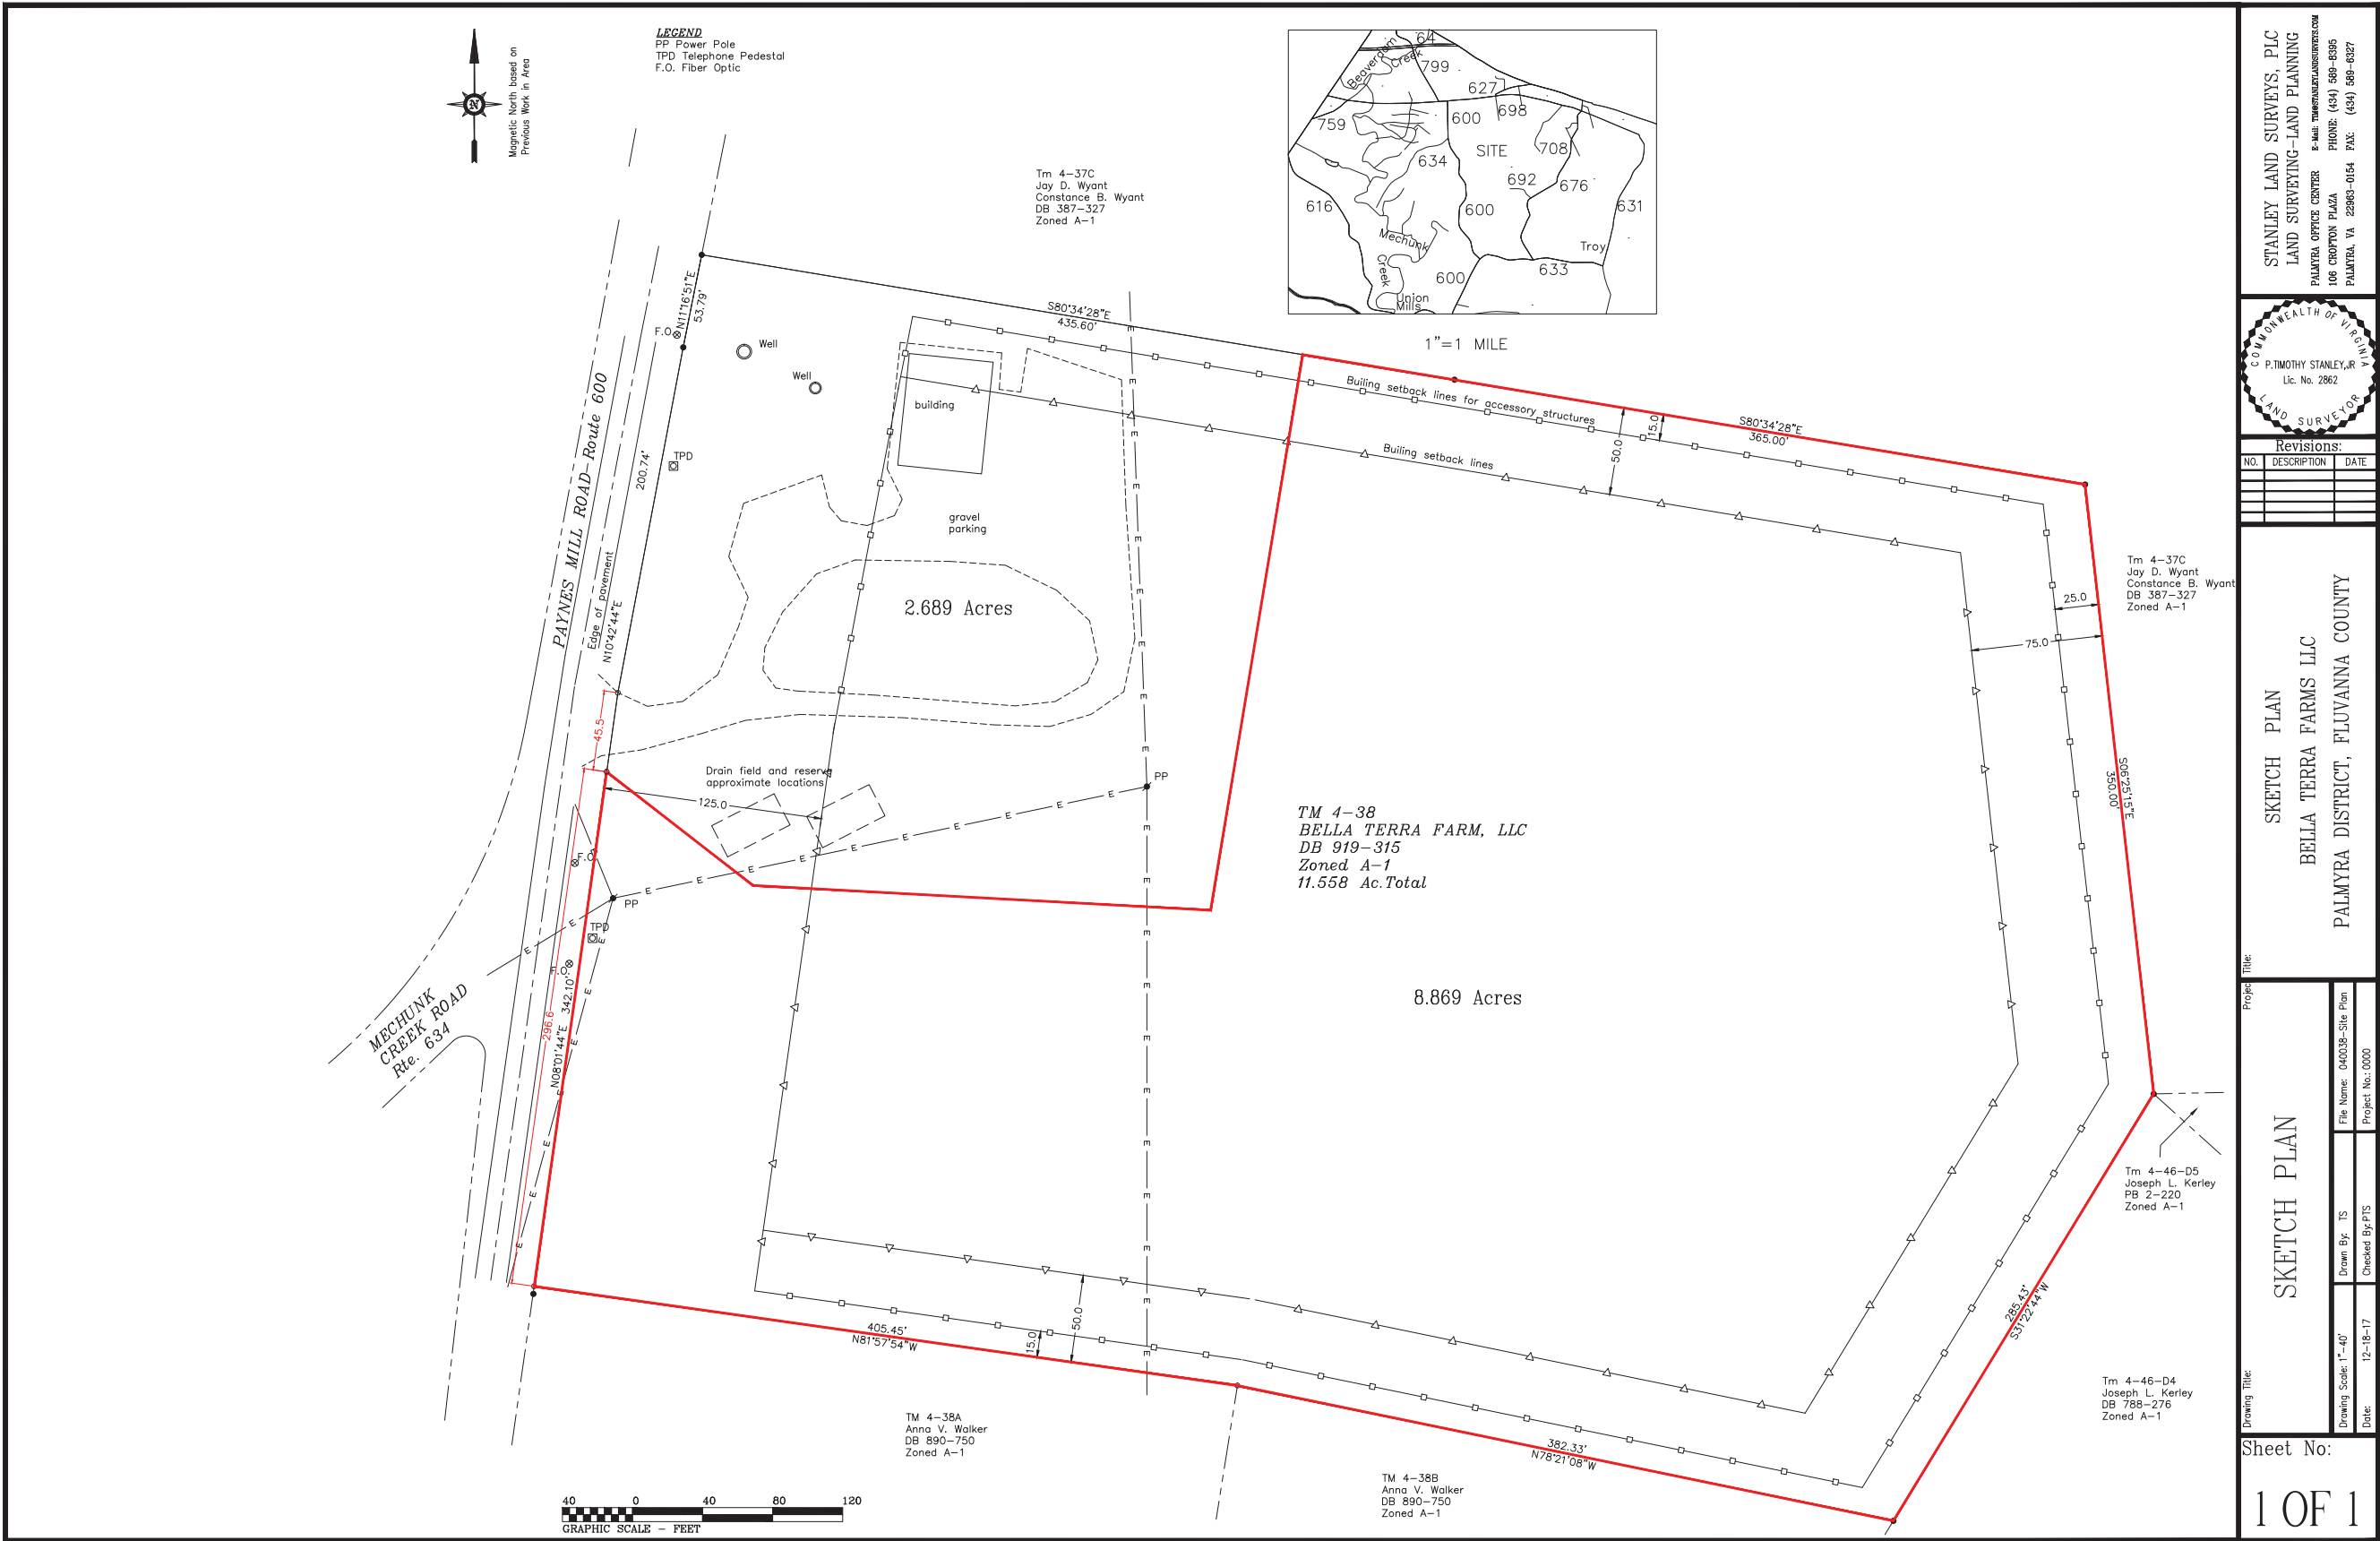 LEGEND
PP Power Pole
TPD Telephone Pedestal
F.O. Fiber Optic
N
Magnetic North based on
Previous Work in Area
Tm 4-37C
Jay D. Wyant
Constance B. Wyant
DB 387-327
Zoned A-1
64
Beaverdam
Creek
799
627
698
759
600
634
SITE
708
692
676
616
600
631
Mechunk
Creek
Troy
600
633
Union
Mills
1"=1 MILE
N11°16'51"E
53.79'
F.O.
Well
Well
S80°34'28"E
435.60'
building
Builing setback lines for accessory structures
Builing setback lines
50.0
15.0
S80°34'28"E
365.00'
TPD
200.74'
N10°42'44"E
Edge of pavement
PAYNES MILL ROAD-Route 600
gravel
parking
2.689 Acres
Tm 4-37C
Jay D. Wyant
Constance B. Wyant
DB 387-327
Zoned A-1
25.0
75.0
S06°25'15"E
350.00'
45.5
Drain field and reserve
approximate locations
125.0
PP
F.O.
PP
TPD
F.O.
TM 4-38
BELLA TERRA FARM, LLC
DB 919-315
Zoned A-1
11.558 Ac.Total
8.869 Acres
296.6
N08°01'44"E 342.10'
MECHUNK
CREEK ROAD
Rte. 634
Tm 4-46-D5
Joseph L. Kerley
PB 2-220
Zoned A-1
285.43'
S31°22'44"W
405.45'
N81°57'54"W
15.0
50.0
382.33'
N78°21'08"W
TM 4-38A
Anna V. Walker
DB 890-750
Zoned A-1
TM 4-38B
Anna V. Walker
DB 890-750
Zoned A-1
Tm 4-46-D4
Joseph L. Kerley
DB 788-276
Zoned A-1
40 0 40 80 120
GRAPHIC SCALE - FEET
STANLEY LAND SURVEYS, PLC
LAND SURVEYING-LAND PLANNING
PALMYRA OFFICE CENTER E-Mail: TIM@STANLEYLANDSURVEYS.COM
106 CROFTON PLAZA PHONE: (434) 589-8395
PALMYRA, VA 22963-0154 FAX: (434) 589-6327
COMMONWEALTH OF VIRGINIA
P.TIMOTHY STANLEY,JR
Lic. No. 2862
LAND SURVEYOR
Revisions:
NO. DESCRIPTION DATE
Project Title:
SKETCH PLAN
BELLA TERRA FARMS LLC
PALMYRA DISTRICT, FLUVANNA COUNTY
Drawing Title:
SKETCH PLAN
File Name: 040038-Site Plan
Project No.: 0000
Drawn By: TS
Checked By: PTS
Drawing Scale: 1"-40'
Date: 12-18-17
Sheet No:
1 OF 1